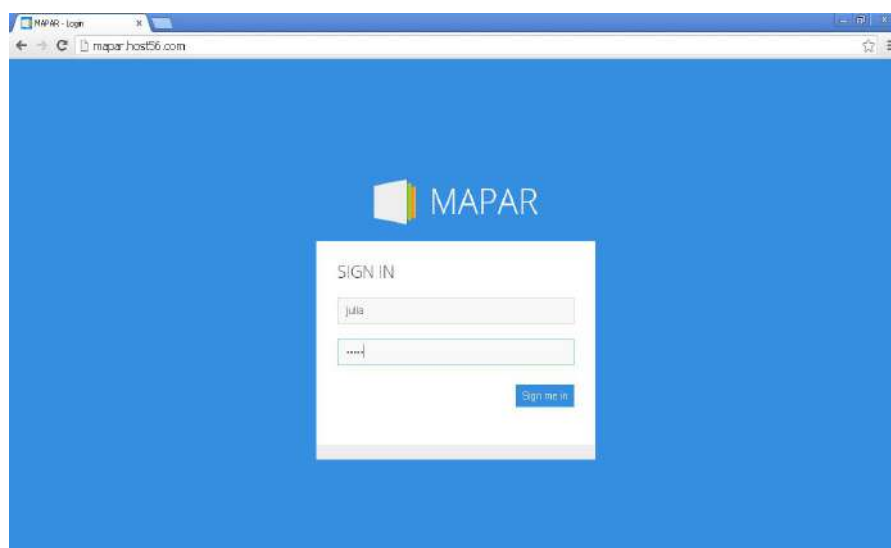 MAPAR - Login
mapar.host56.com
MAPAR
SIGN IN
julia
•••••
Sign me in